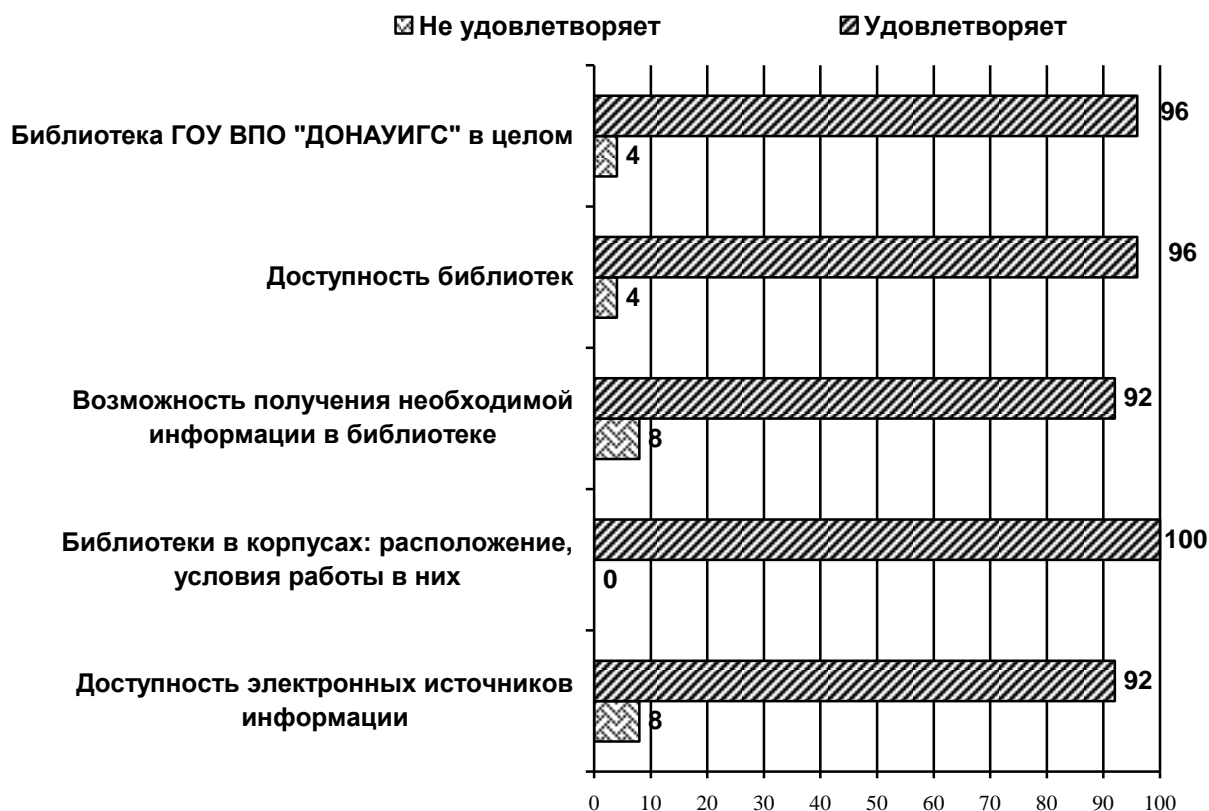 Не удовлетворяет Удовлетворяет
Библиотека ГОУ ВПО "ДОНАУИГС" в целом
96
4
Доступность библиотек
96
4
Возможность получения необходимой
информации в библиотеке
92
8
Библиотеки в корпусах: расположение,
условия работы в них
100
0
Доступность электронных источников
информации
92
8
0 10 20 30 40 50 60 70 80 90 100